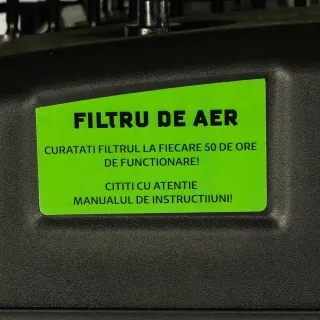 FILTRU DE AER
CURATATI FILTRUL LA FIECARE 50 DE ORE
DE FUNCTIONARE!
CITITI CU ATENTIE
MANUALUL DE INSTRUCTIIUNI!